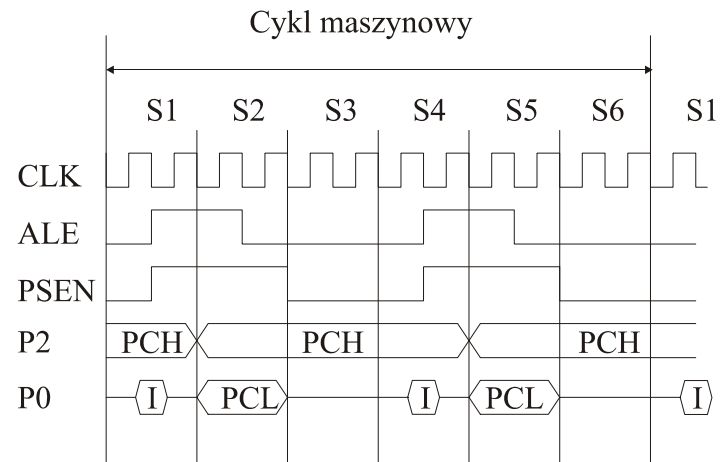 Cykl maszynowy
S1 S2 S3 S4 S5 S6 S1
CLK
ALE
PSEN
P2 PCH PCH PCH
P0 I PCL I PCL I